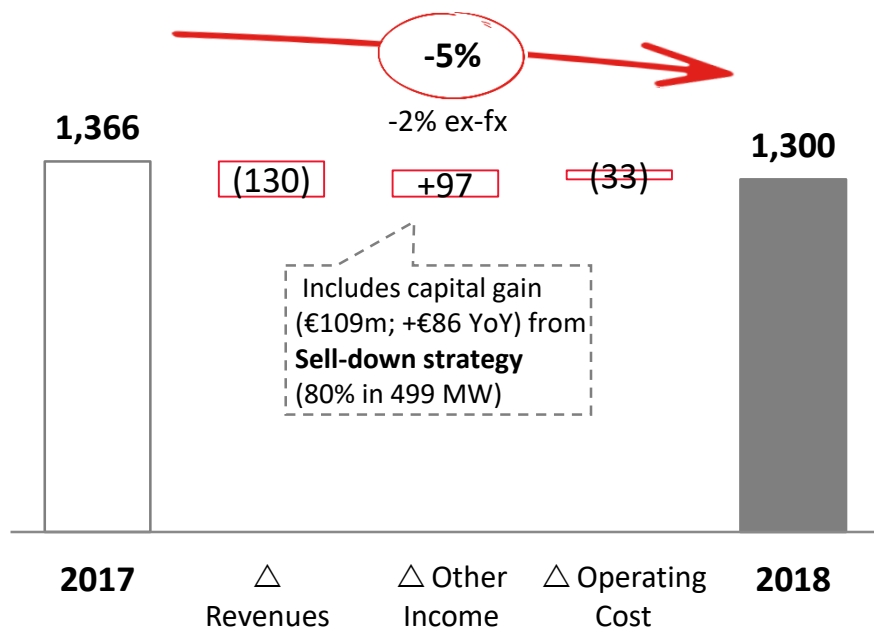 -5%
-2% ex-fx
1,366
1,300
(130)
+97
(33)
Includes capital gain
(€109m; +€86 YoY) from
Sell-down strategy
(80% in 499 MW)
2017
△
Revenues
△ Other
Income
△ Operating
Cost
2018